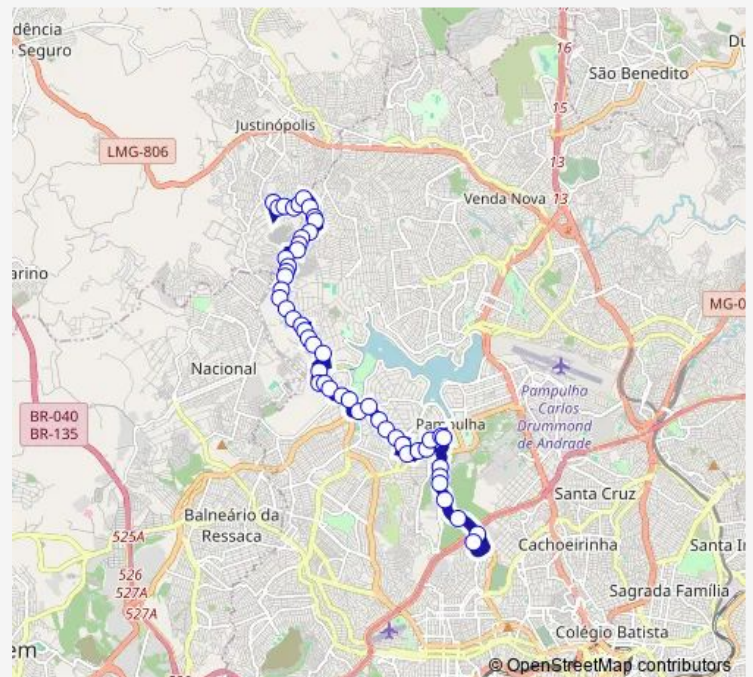 dência
Seguro
16
Du
São Benedito
15
Justinópolis
LMG-806
13
Venda Nova
13
arino
MG-0
Nacional
Pampulha
Carlos
Drummond
de Andrade
BR-040
BR-135
Santa Cruz
Balneário da
Ressaca
525A
Cachoeirinha
Santa I
526
527A
527A
Sagrada Família
Colégio Batista
em
© OpenStreetMap contributors